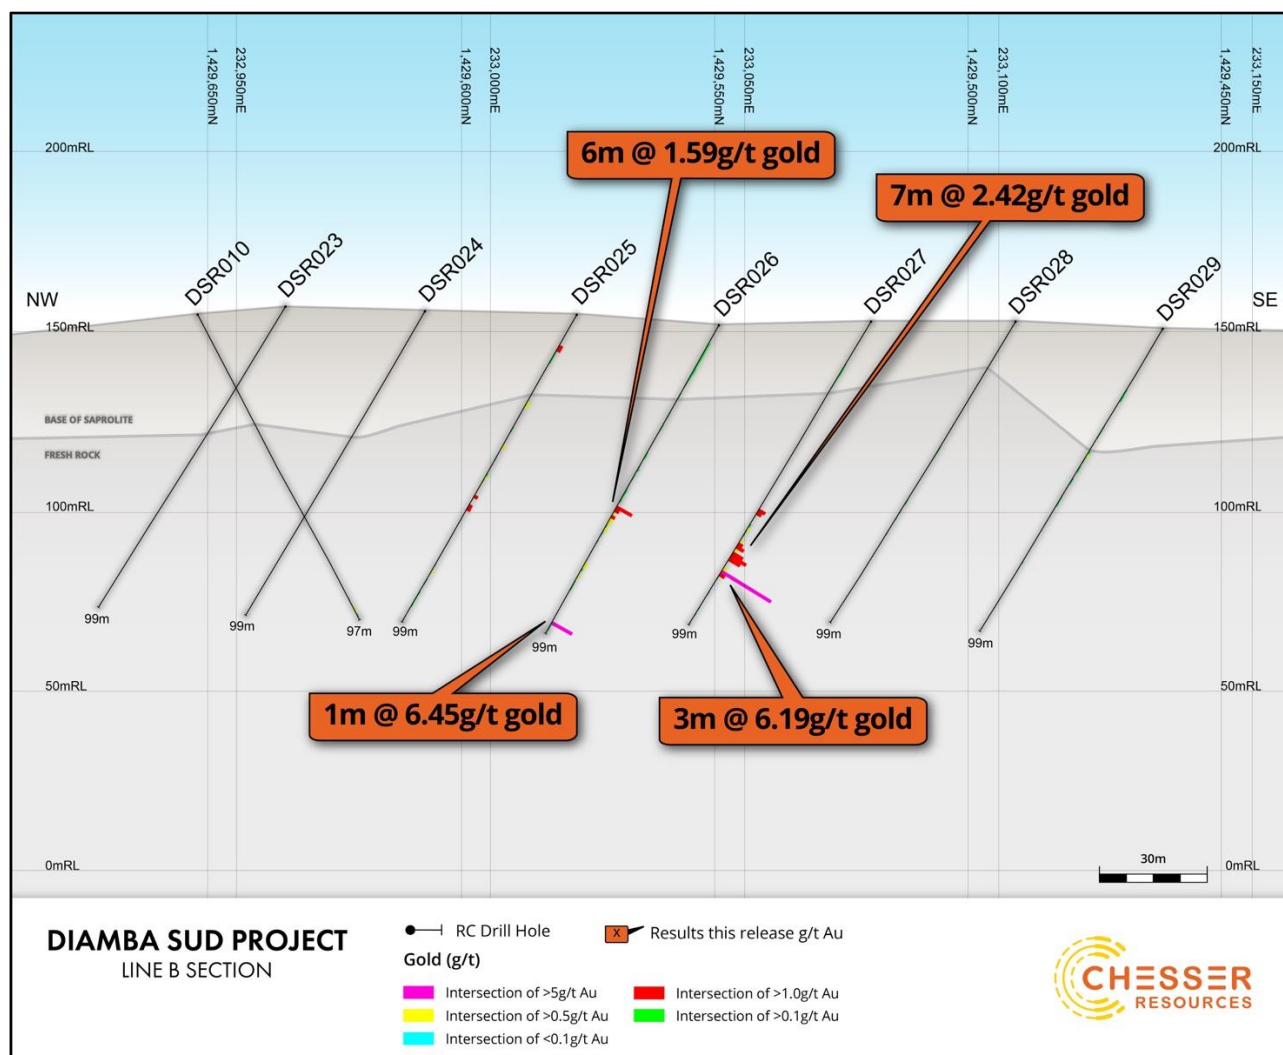 1,429,650mN
232,950mE
1,429,600mN
233,000mE
1,429,550mN
233,050mE
1,429,500mN
233,100mE
1,429,450mN
233,150mE
200mRL
200mRL
6m @ 1.59g/t gold
7m @ 2.42g/t gold
DSR010
DSR023
DSR024
DSR025
DSR026
DSR027
DSR028
DSR029
NW
SE
150mRL
150mRL
BASE OF SAPROLITE
FRESH ROCK
100mRL
100mRL
99m
99m
97m
99m
99m
99m
99m
99m
50mRL
50mRL
1m @ 6.45g/t gold
3m @ 6.19g/t gold
0mRL
0mRL
30m
DIAMBA SUD PROJECT
LINE B SECTION
RC Drill Hole
X
Results this release g/t Au
Gold (g/t)
Intersection of >5g/t Au
Intersection of >1.0g/t Au
Intersection of >0.5g/t Au
Intersection of >0.1g/t Au
Intersection of <0.1g/t Au
CHESSER
RESOURCES